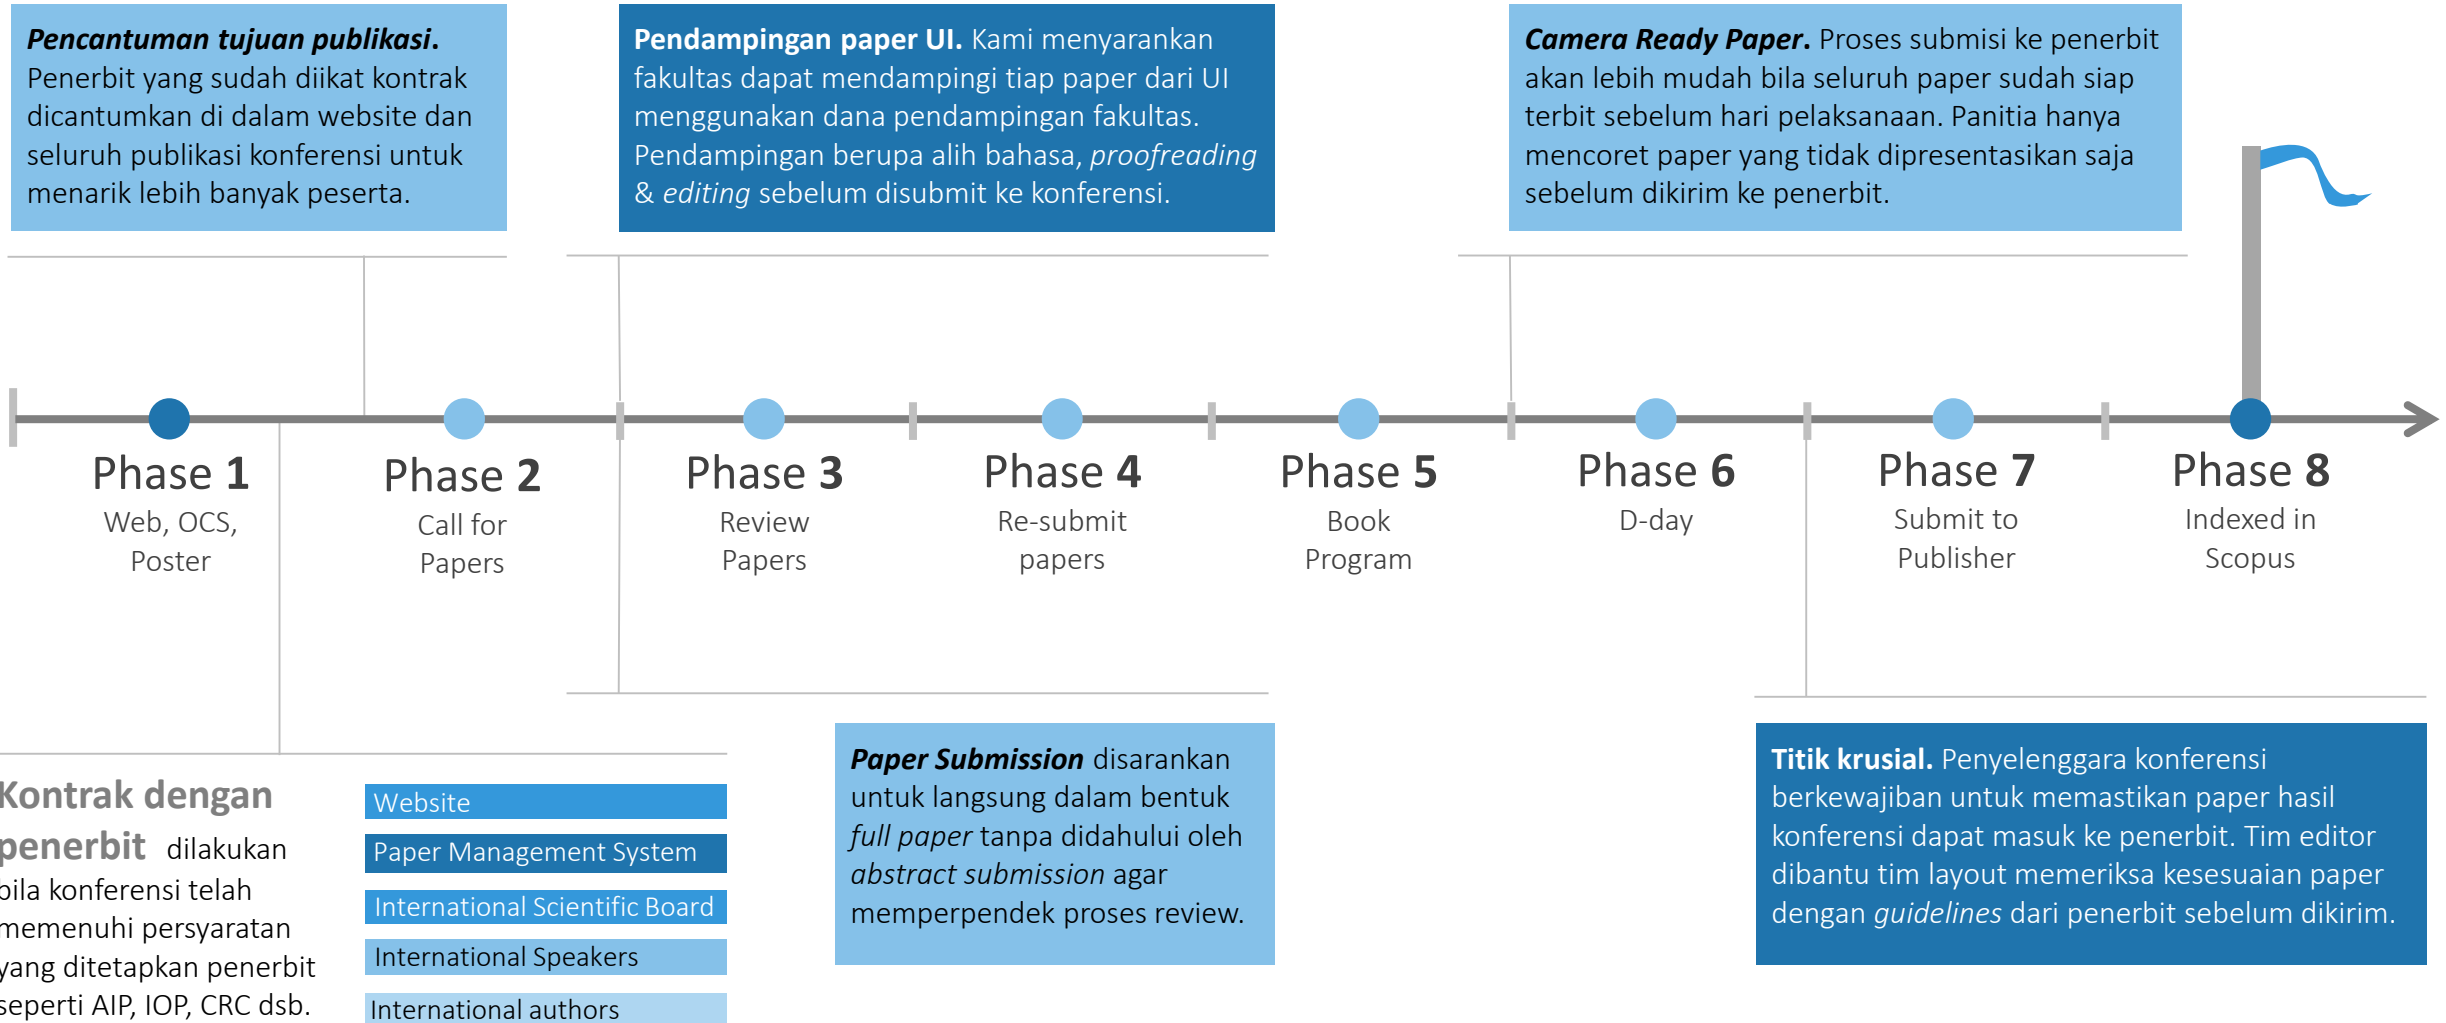 Pencantuman tujuan publikasi.
Penerbit yang sudah diikat kontrak
dicantumkan di dalam website dan
seluruh publikasi konferensi untuk
menarik lebih banyak peserta.
Pendampingan paper UI. Kami menyarankan
fakultas dapat mendampingi tiap paper dari UI
menggunakan dana pendampingan fakultas.
Pendampingan berupa alih bahasa, proofreading
& editing sebelum disubmit ke konferensi.
Camera Ready Paper. Proses submisi ke penerbit
akan lebih mudah bila seluruh paper sudah siap
terbit sebelum hari pelaksanaan. Panitia hanya
mencoret paper yang tidak dipresentasikan saja
sebelum dikirim ke penerbit.
Phase 1
Web, OCS,
Poster
Phase 2
Call for
Papers
Phase 3
Review
Papers
Phase 4
Re-submit
papers
Phase 5
Book
Program
Phase 6
D-day
Phase 7
Submit to
Publisher
Phase 8
Indexed in
Scopus
Kontrak dengan
penerbit dilakukan
bila konferensi telah
memenuhi persyaratan
yang ditetapkan penerbit
seperti AIP, IOP, CRC dsb.
Website
Paper Management System
International Scientific Board
International Speakers
International authors
Paper Submission disarankan
untuk langsung dalam bentuk
full paper tanpa didahului oleh
abstract submission agar
memperpendek proses review.
Titik krusial. Penyelenggara konferensi
berkewajiban untuk memastikan paper hasil
konferensi dapat masuk ke penerbit. Tim editor
dibantu tim layout memeriksa kesesuaian paper
dengan guidelines dari penerbit sebelum dikirim.